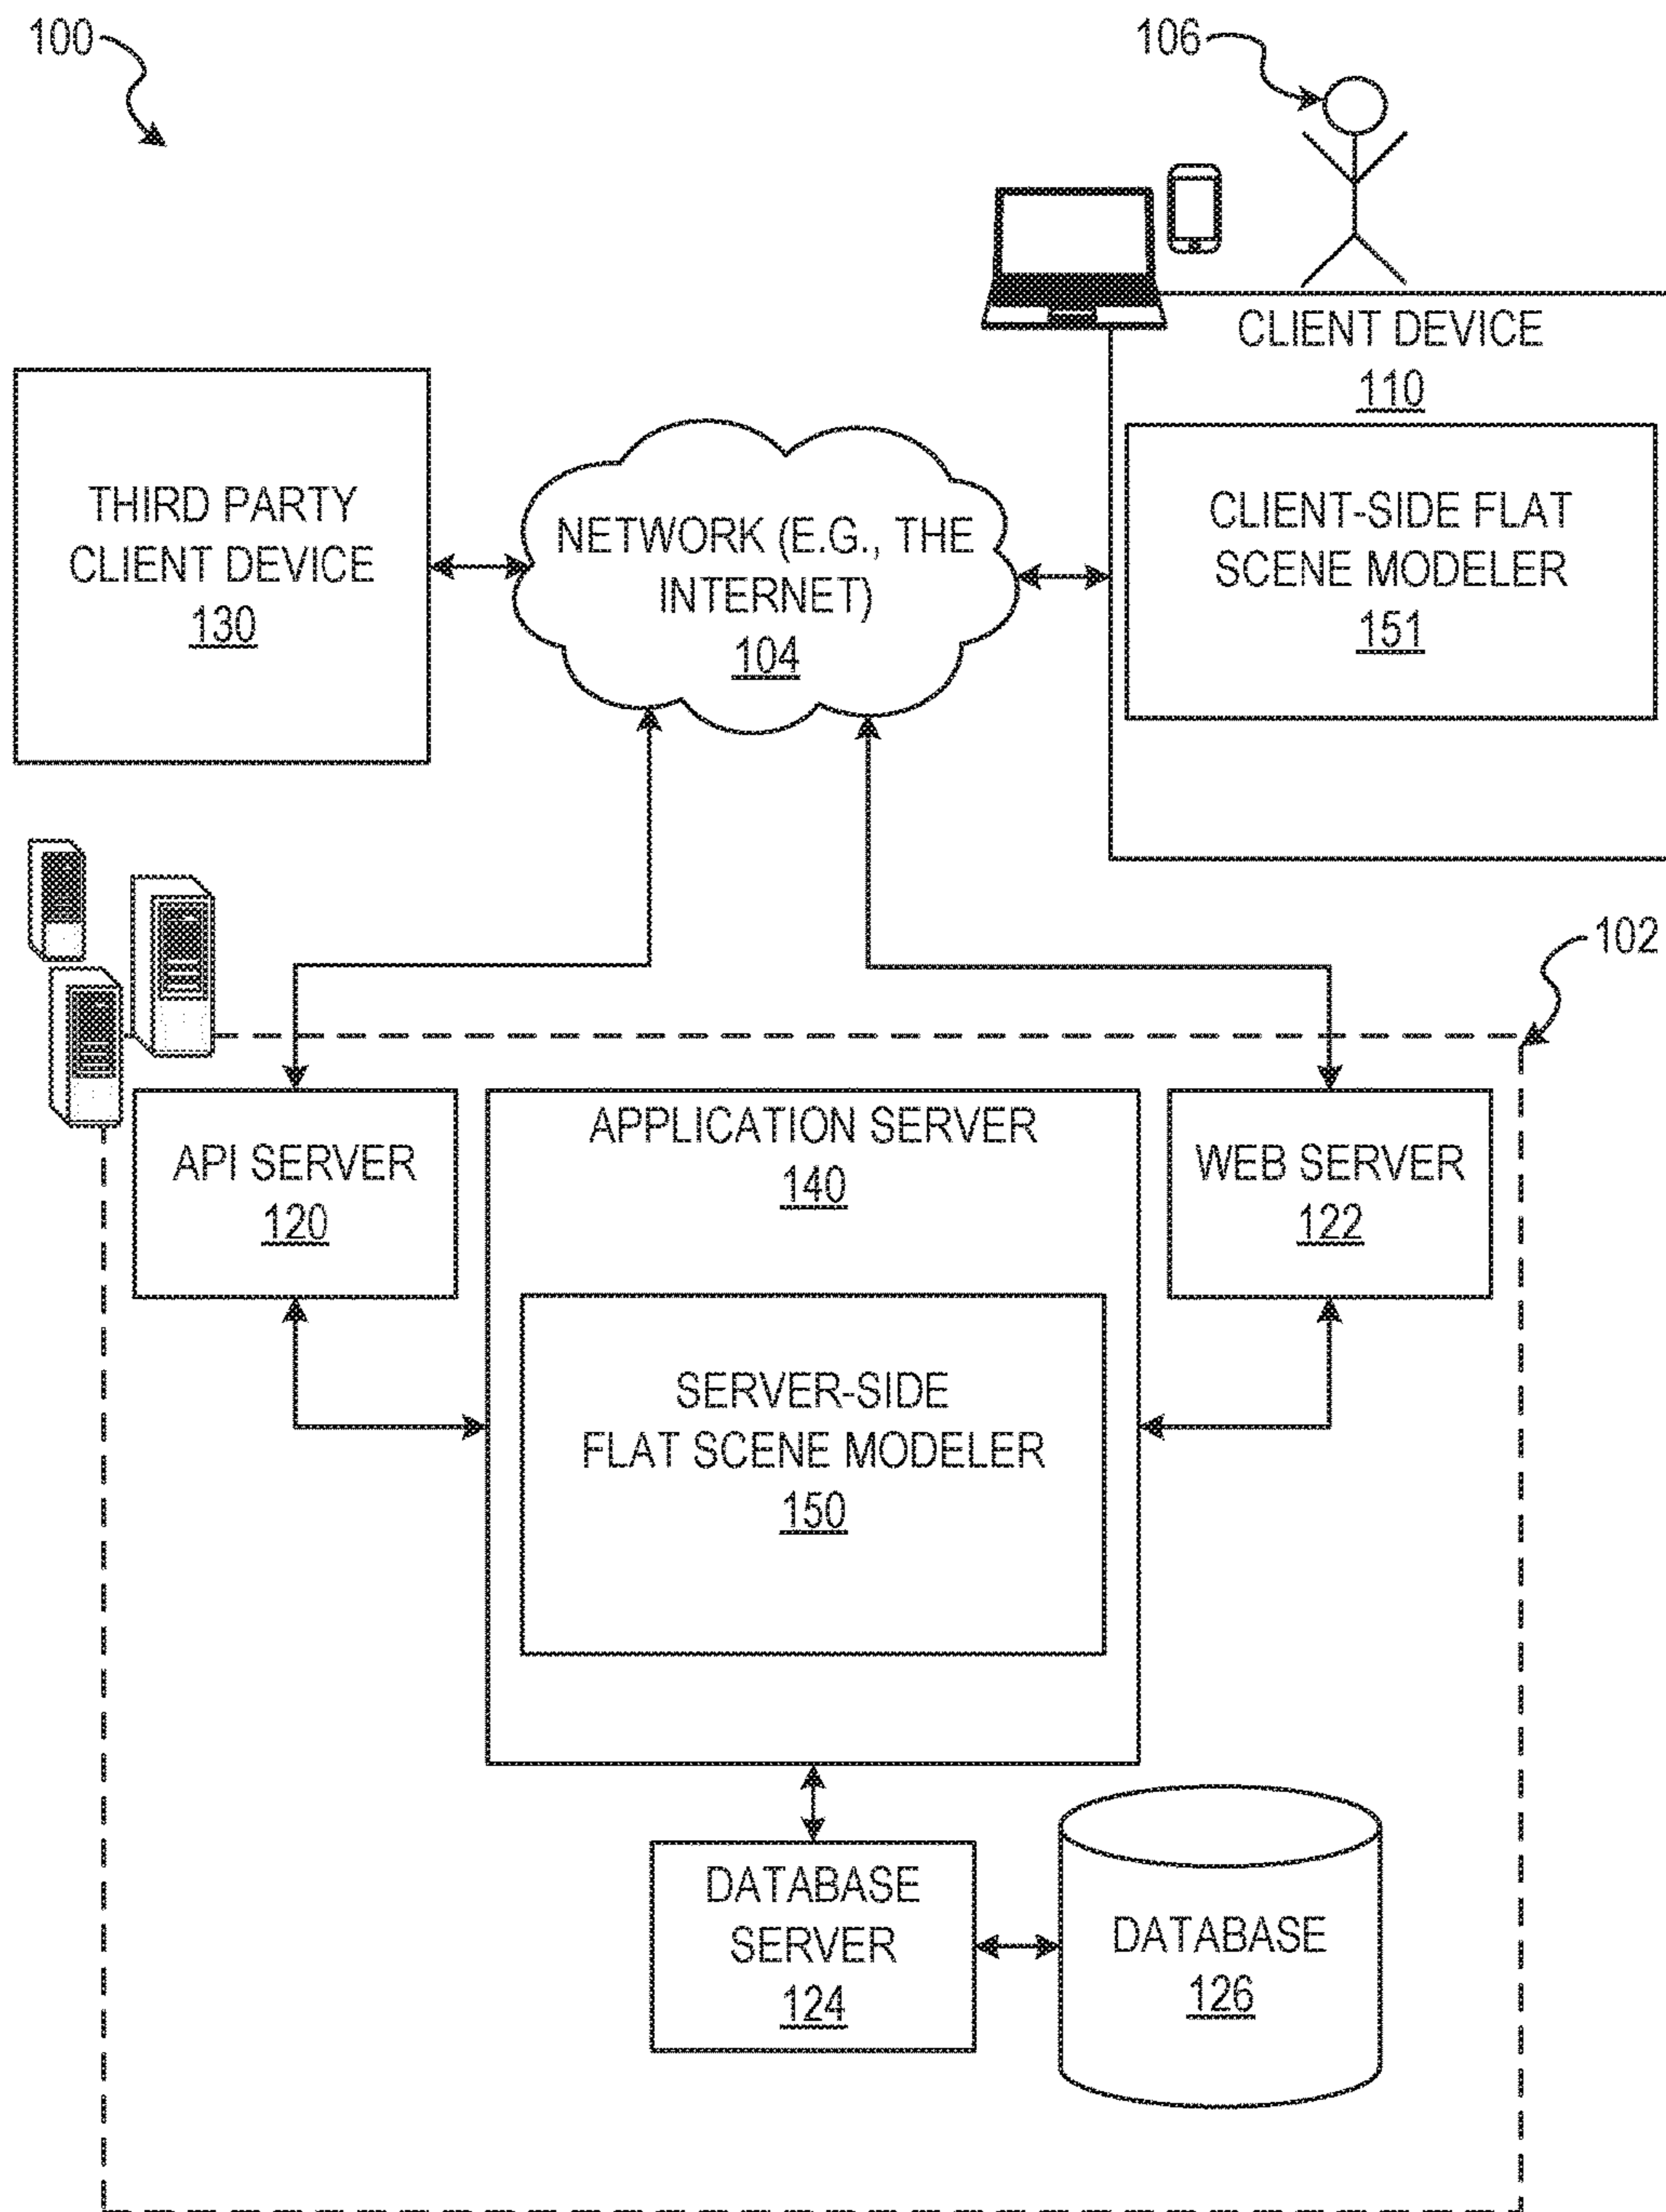 100
106
CLIENT DEVICE
110
THIRD PARTY
CLIENT DEVICE
130
NETWORK (E.G., THE
INTERNET)
104
CLIENT-SIDE FLAT
SCENE MODELER
151
102
API SERVER
120
APPLICATION SERVER
140
WEB SERVER
122
SERVER-SIDE
FLAT SCENE MODELER
150
DATABASE
SERVER
124
DATABASE
126